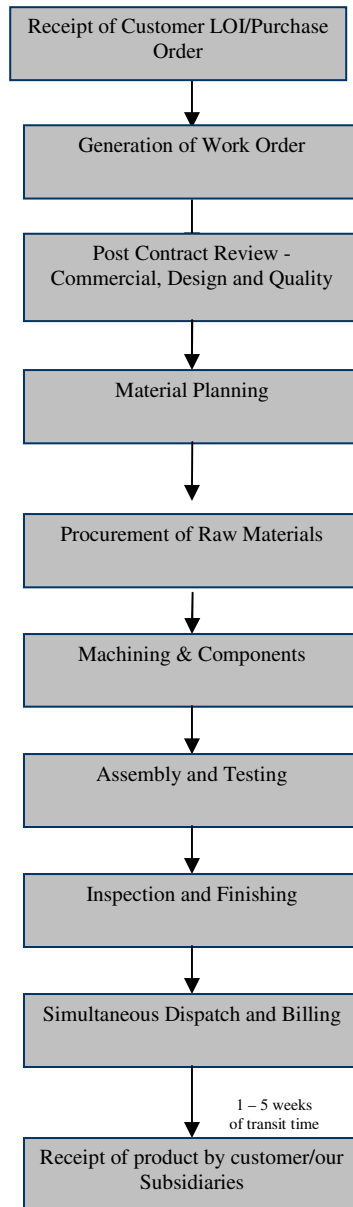 Receipt of Customer LOI/Purchase
Order
Generation of Work Order
Post Contract Review -
Commercial, Design and Quality
Material Planning
Procurement of Raw Materials
Machining & Components
Assembly and Testing
Inspection and Finishing
Simultaneous Dispatch and Billing
1 – 5 weeks
of transit time
Receipt of product by customer/our
Subsidiaries